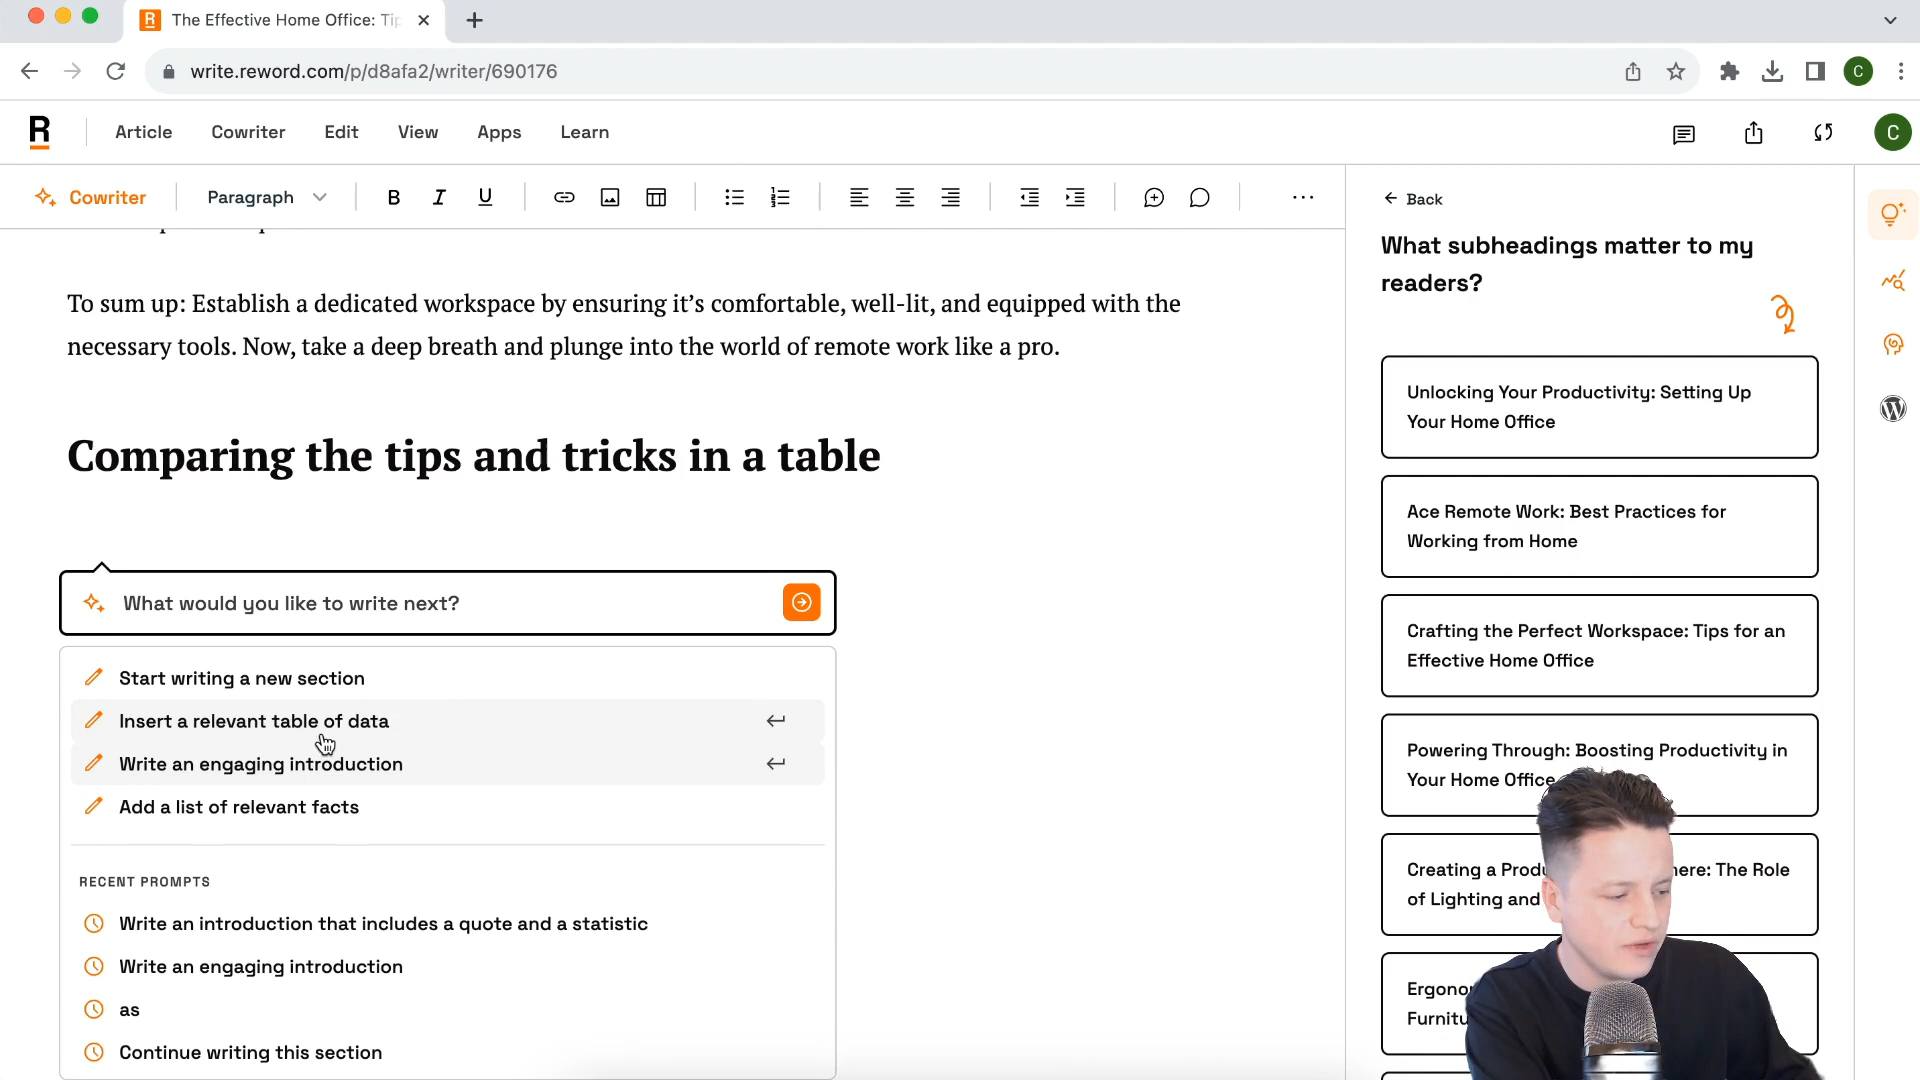 The Effective Home Office: Tip
write.reword.com/p/d8afa2/writer/690176
C
R
Article Cowriter Edit View Apps Learn
C
Cowriter Paragraph B I U
To sum up: Establish a dedicated workspace by ensuring it’s comfortable, well-lit, and equipped with the
necessary tools. Now, take a deep breath and plunge into the world of remote work like a pro.
Comparing the tips and tricks in a table
What would you like to write next?
Start writing a new section
Insert a relevant table of data
Write an engaging introduction
Add a list of relevant facts
RECENT PROMPTS
Write an introduction that includes a quote and a statistic
Write an engaging introduction
as
Continue writing this section
Back
What subheadings matter to my
readers?
Unlocking Your Productivity: Setting Up
Your Home Office
Ace Remote Work: Best Practices for
Working from Home
Crafting the Perfect Workspace: Tips for an
Effective Home Office
Powering Through: Boosting Productivity in
Your Home Office
Creating a The Role
of Lighting and